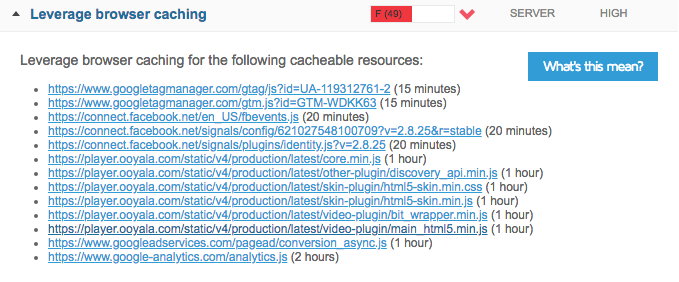 Leverage browser caching F (49) SERVER HIGH
Leverage browser caching for the following cacheable resources:
What's this mean?
https://www.googletagmanager.com/gtag/js?id=UA-119312761-2 (15 minutes)
https://www.googletagmanager.com/gtm.js?id=GTM-WDKK63 (15 minutes)
https://connect.facebook.net/en_US/fbevents.js (20 minutes)
https://connect.facebook.net/signals/config/621027548100709?v=2.8.25&r=stable (20 minutes)
https://connect.facebook.net/signals/plugins/identity.js?v=2.8.25 (20 minutes)
https://player.ooyala.com/static/v4/production/latest/core.min.js (1 hour)
https://player.ooyala.com/static/v4/production/latest/other-plugin/discovery_api.min.js (1 hour)
https://player.ooyala.com/static/v4/production/latest/skin-plugin/html5-skin.min.css (1 hour)
https://player.ooyala.com/static/v4/production/latest/skin-plugin/html5-skin.min.js (1 hour)
https://player.ooyala.com/static/v4/production/latest/video-plugin/bit_wrapper.min.js (1 hour)
https://player.ooyala.com/static/v4/production/latest/video-plugin/main_html5.min.js (1 hour)
https://www.googleadservices.com/pagead/conversion_async.js (1 hour)
https://www.google-analytics.com/analytics.js (2 hours)